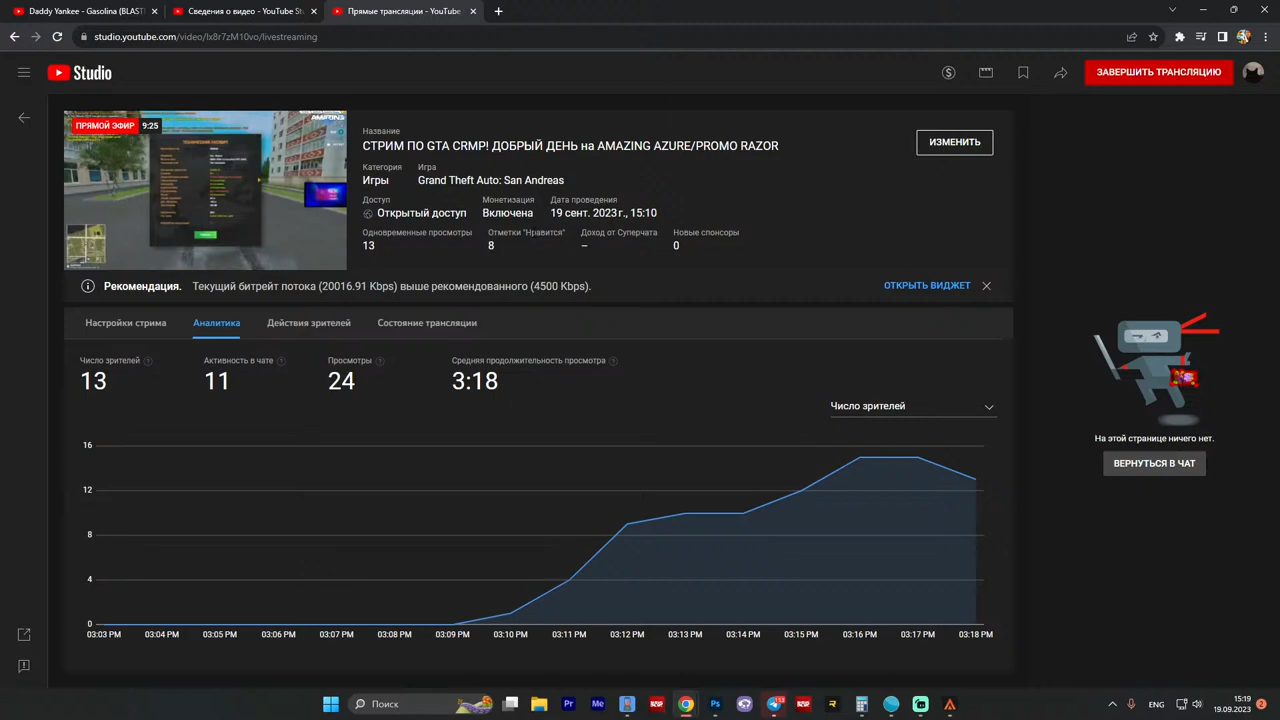 Daddy Yankee - Gasolina (BLAST
Сведения о видео - YouTube St
Прямые трансляции - YouTube
studio.youtube.com/video/lx8r7zM10vo/livestreaming
Studio
ЗАВЕРШИТЬ ТРАНСЛЯЦИЮ
ПРЯМОЙ ЭФИР 9:25
AMAZING
Название
СТРИМ ПО GTA CRMP! ДОБРЫЙ ДЕНЬ на AMAZING AZURE/PROMO RAZOR
ИЗМЕНИТЬ
Категория Игра
Игры Grand Theft Auto: San Andreas
Доступ Монетизация Дата проведения
Открытый доступ Включена 19 сент. 2023 г., 15:10
Одновременные просмотры Отметки "Нравится" Доход от Суперчата Новые спонсоры
13 8 – 0
Рекомендация. Текущий битрейт потока (20016.91 Kbps) выше рекомендованного (4500 Kbps).
ОТКРЫТЬ ВИДЖЕТ
Настройки стрима Аналитика Действия зрителей Состояние трансляции
Число зрителей Активность в чате Просмотры Средняя продолжительность просмотра
13 11 24 3:18
Число зрителей
16
12
8
4
0
03:03 PM 03:04 PM 03:05 PM 03:06 PM 03:07 PM 03:08 PM 03:09 PM 03:10 PM 03:11 PM 03:12 PM 03:13 PM 03:14 PM 03:15 PM 03:16 PM 03:17 PM 03:18 PM
На этой странице ничего нет.
ВЕРНУТЬСЯ В ЧАТ
Поиск
Pr
Me
Ps
ENG
15:19
19.09.2023
2